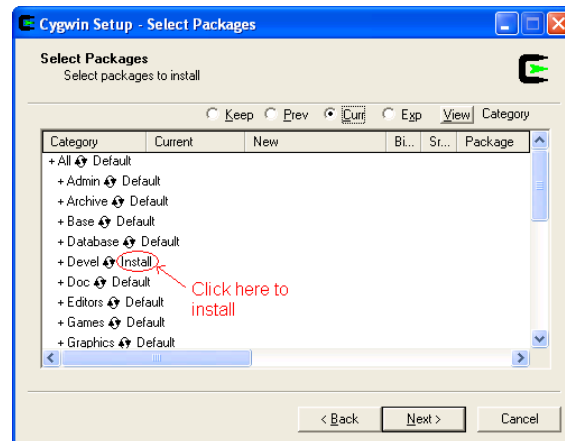 Cygwin Setup - Select Packages
Select Packages
Select packages to install
Keep Prev Curr Exp View Category
Category Current New Bi... Sr... Package
+ All Default
+ Admin Default
+ Archive Default
+ Base Default
+ Database Default
+ Devel Install
+ Doc Default
Click here to
+ Editors Default
install
+ Games Default
+ Graphics Default
< Back Next > Cancel